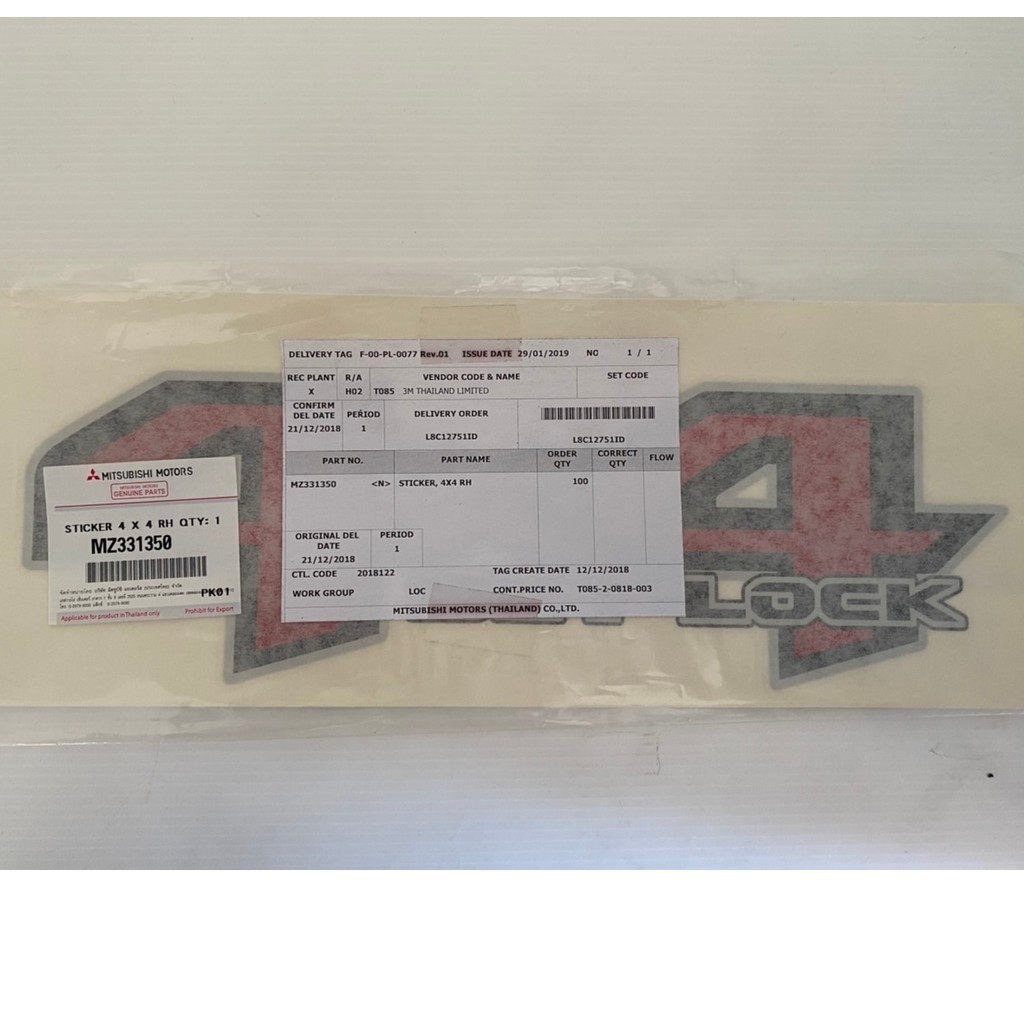 DELIVERY TAG F-00-PL-0077 Rev.01 ISSUE DATE 29/01/2019 NO 1 / 1
REC PLANT R/A VENDOR CODE & NAME SET CODE
X H02 T085 3M THAILAND LIMITED
CONFIRM DEL DATE PERIOD DELIVERY ORDER
21/12/2018 1
L8C12751ID L8C12751ID
PART NO. PART NAME ORDER QTY CORRECT QTY FLOW
MZ331350 <N> STICKER, 4X4 RH 100
ORIGINAL DEL DATE PERIOD
21/12/2018 1
CTL. CODE 2018122 TAG CREATE DATE 12/12/2018
WORK GROUP LOC CONT.PRICE NO. T085-2-0818-003
MITSUBISHI MOTORS (THAILAND) CO.,LTD.
MITSUBISHI MOTORS
MITSUBISHI MOTORS
GENUINE PARTS
STICKER 4 X 4 RH QTY: 1
MZ331350
PK01
Applicable for product in Thailand only Prohibit for Export
4 4
LOCK